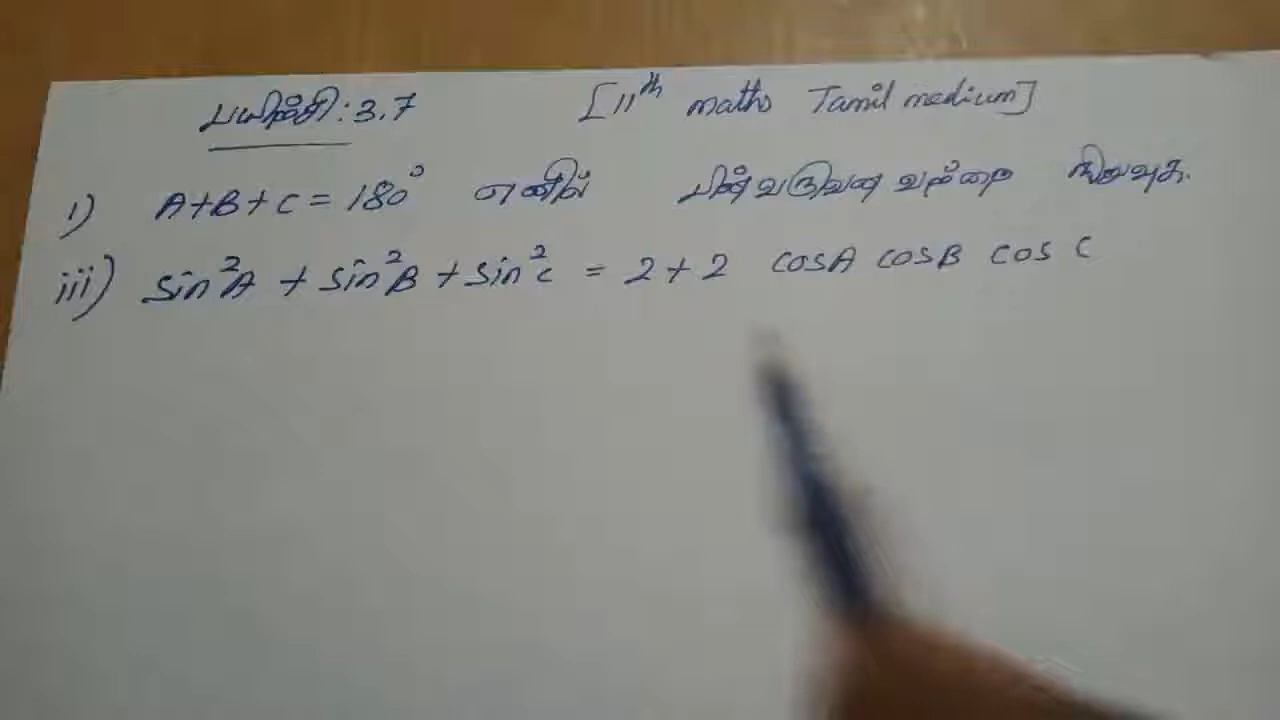 பயிற்சி : 3.7 [11th maths Tamil medium]
1) A+B+C = 180° எனில் பின்வருவனவற்றை நிறுவுக.
iii) sin²A + sin²B + sin²C = 2+2 cosA cosB cos C